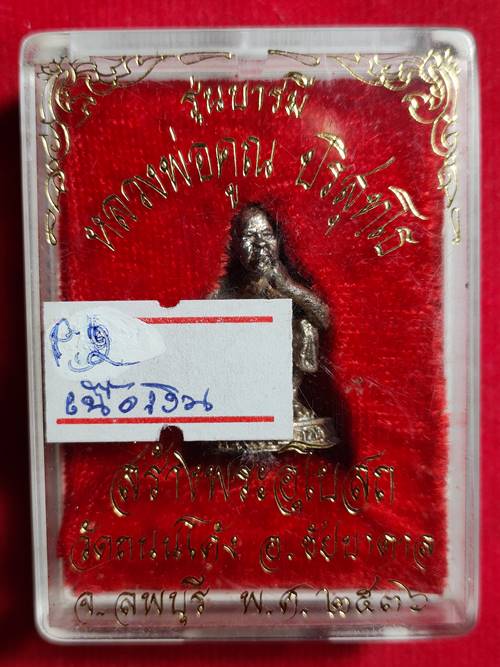 รุ่นบารมี
หลวงพ่อคูณ ปริสุทโธ
เนื้อเงิน
สร้างพระอุโบสถ
วัดถนนโค้ง อ.ชัยบาดาล
จ.ลพบุรี พ.ศ.๒๕๓๖